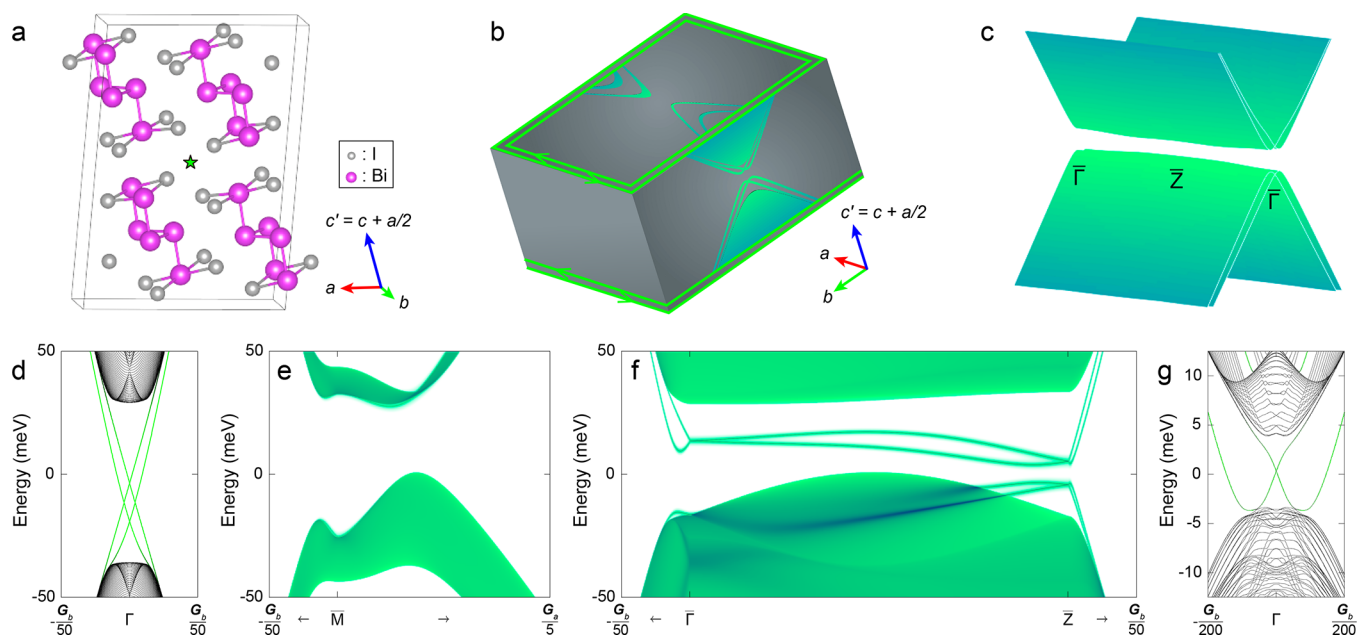 a
: I
: Bi
c′ = c + a/2
a
b
b
c′ = c + a/2
a
b
c
Γ̅
Z̅
Γ̅
d
Energy (meV)
50
0
-50
-G_b/50
Γ
G_b/50
e
Energy (meV)
50
0
-50
-G_b/50
←
M̅
→
G_a/5
f
Energy (meV)
50
0
-50
-G_b/50
←
Γ̅
Z̅
→
G_b/50
g
Energy (meV)
10
5
0
-5
-10
-G_b/200
Γ
G_b/200